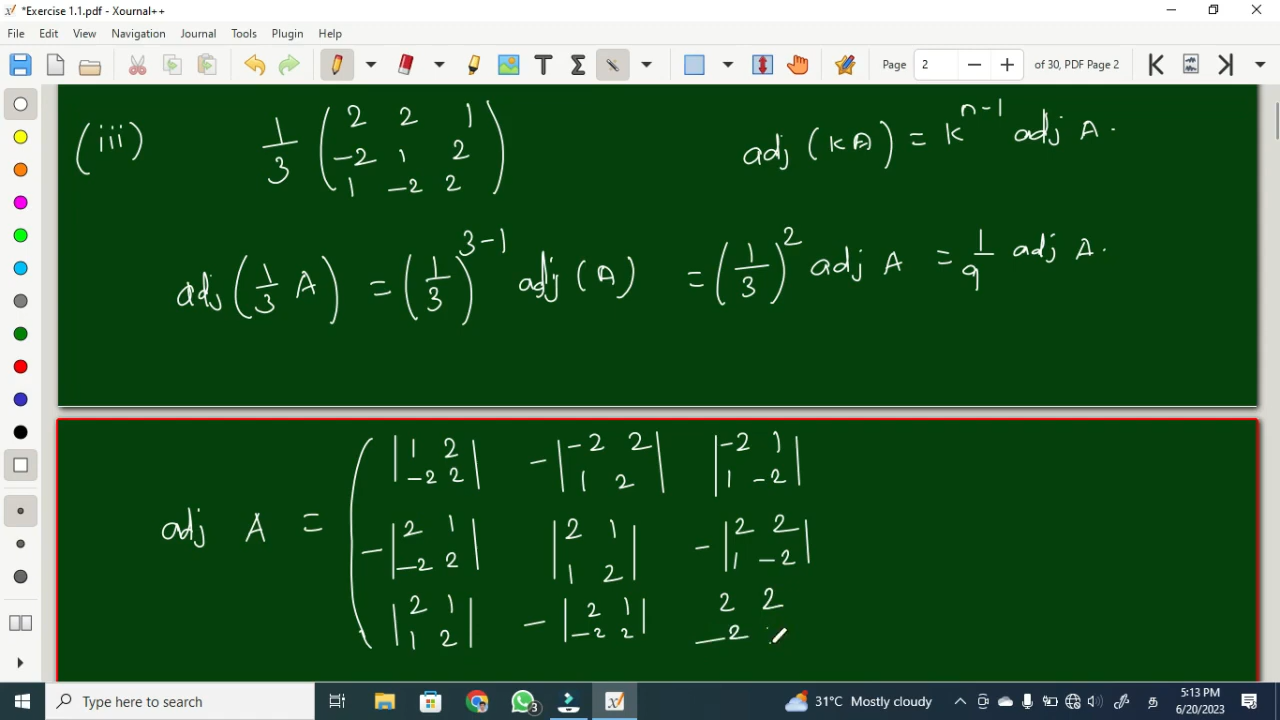 *Exercise 1.1.pdf - Xournal++
File Edit View Navigation Journal Tools Plugin Help
Page 2 of 30, PDF Page 2
(iii) 1/3 ( 2 2 1 adj (KA) = K^(n-1) adj A.
-2 1 2
1 -2 2 )
adj (1/3 A) = (1/3)^(3-1) adj (A) = (1/3)^2 adj A = 1/9 adj A.
adj A = ( |1 2| -|-2 2| |-2 1|
|-2 2| |1 2| |1 -2|
-|2 1| |2 1| -|2 2|
|-2 2| |1 2| |1 -2|
|2 1| -|2 1| 2 2
|1 2| |-2 2| -2
Type here to search
3
31°C Mostly cloudy
த
5:13 PM
6/20/2023